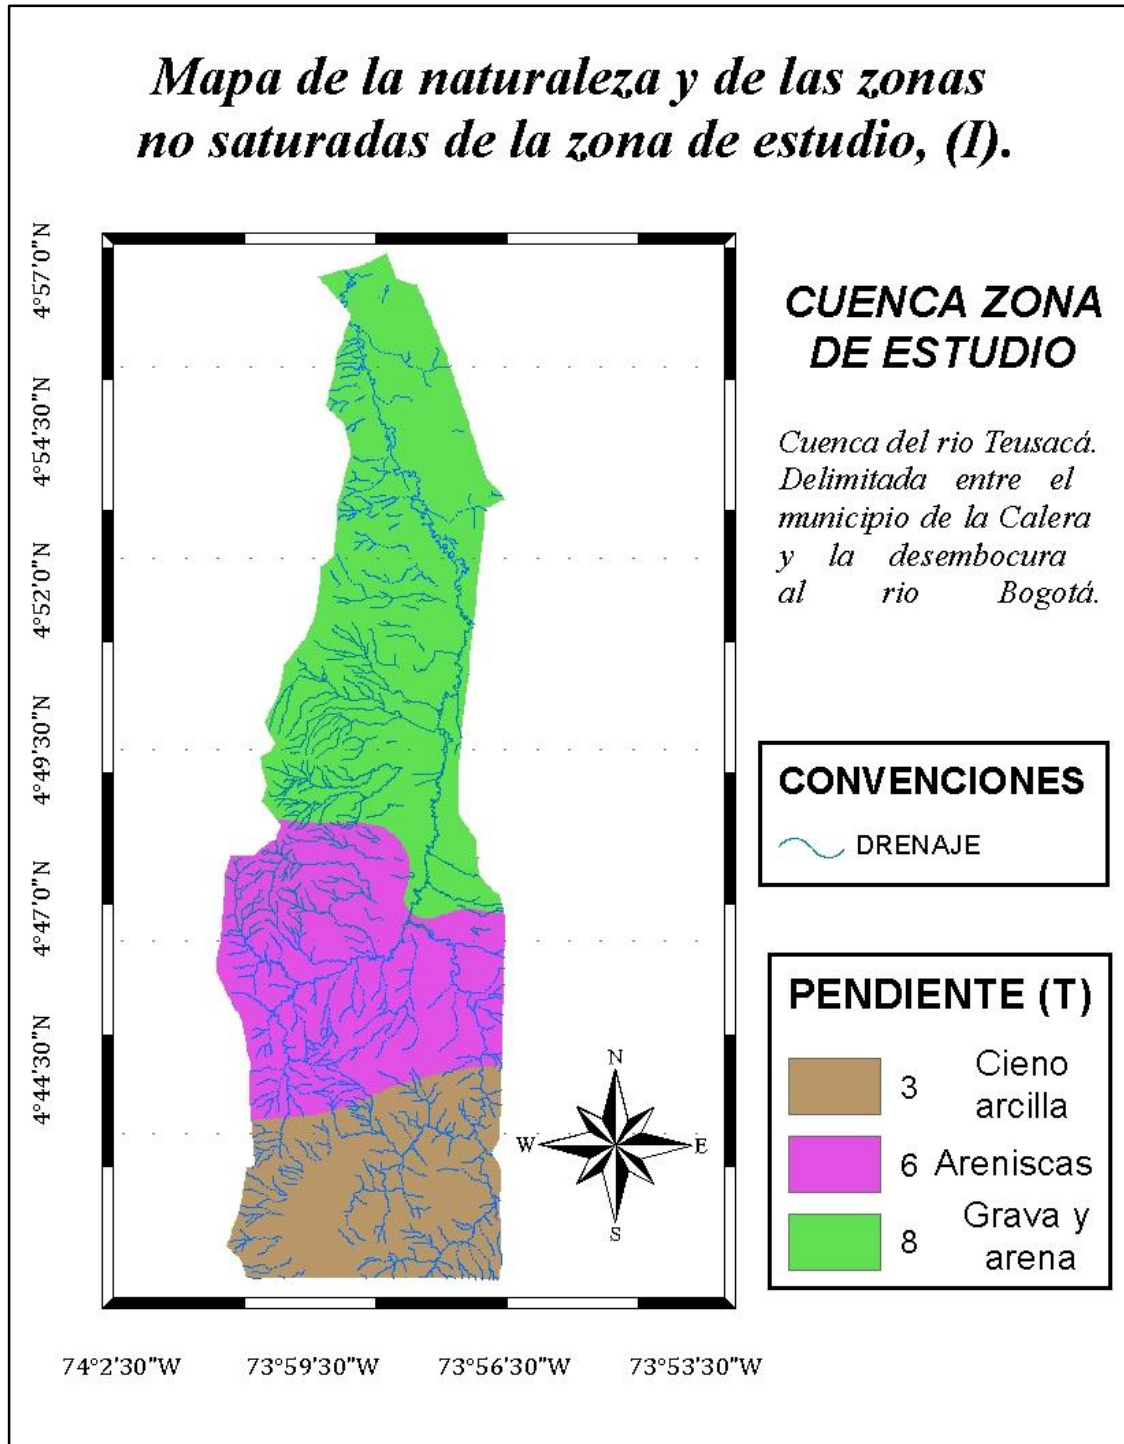 Mapa de la naturaleza y de las zonas
no saturadas de la zona de estudio, (I).
4°57'0"N
4°54'30"N
4°52'0"N
4°49'30"N
4°47'0"N
4°44'30"N
74°2'30"W
73°59'30"W
73°56'30"W
73°53'30"W
N
W
E
S
CUENCA ZONA
DE ESTUDIO
Cuenca del rio Teusacá.
Delimitada entre el
municipio de la Calera
y la desembocura
al rio Bogotá.
CONVENCIONES
DRENAJE
PENDIENTE (T)
3 Cieno
arcilla
6 Areniscas
8 Grava y
arena